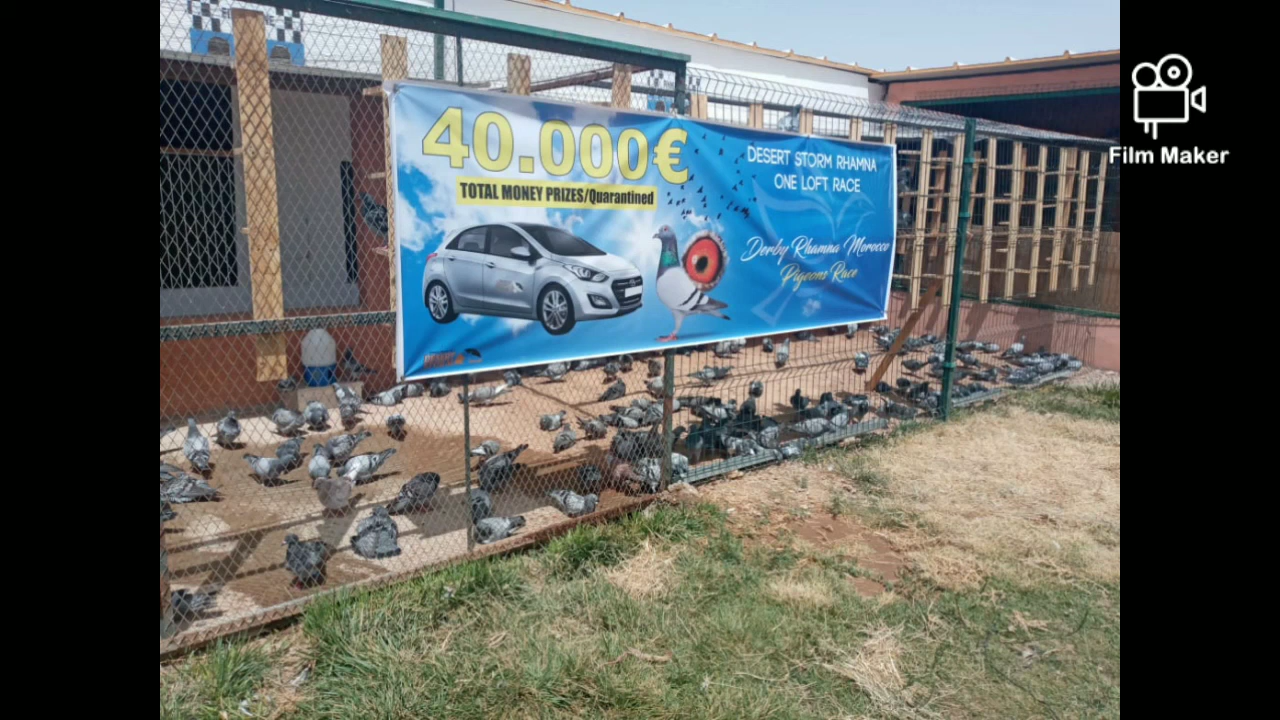 40.000€
TOTAL MONEY PRIZES/Quarantined
DESERT STORM RHAMNA
ONE LOFT RACE
Derby Rhamna Morocco
Pigeons Race
Film Maker